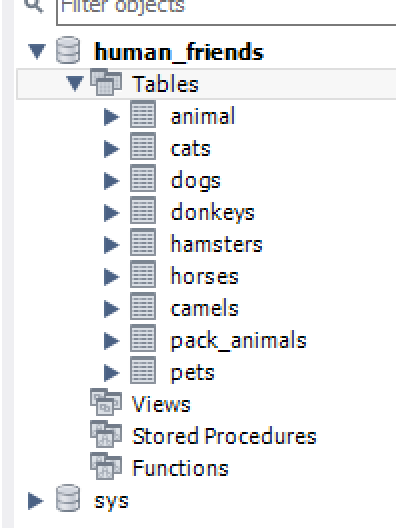 Filter objects
human_friends
Tables
animal
cats
dogs
donkeys
hamsters
horses
camels
pack_animals
pets
Views
Stored Procedures
Functions
sys